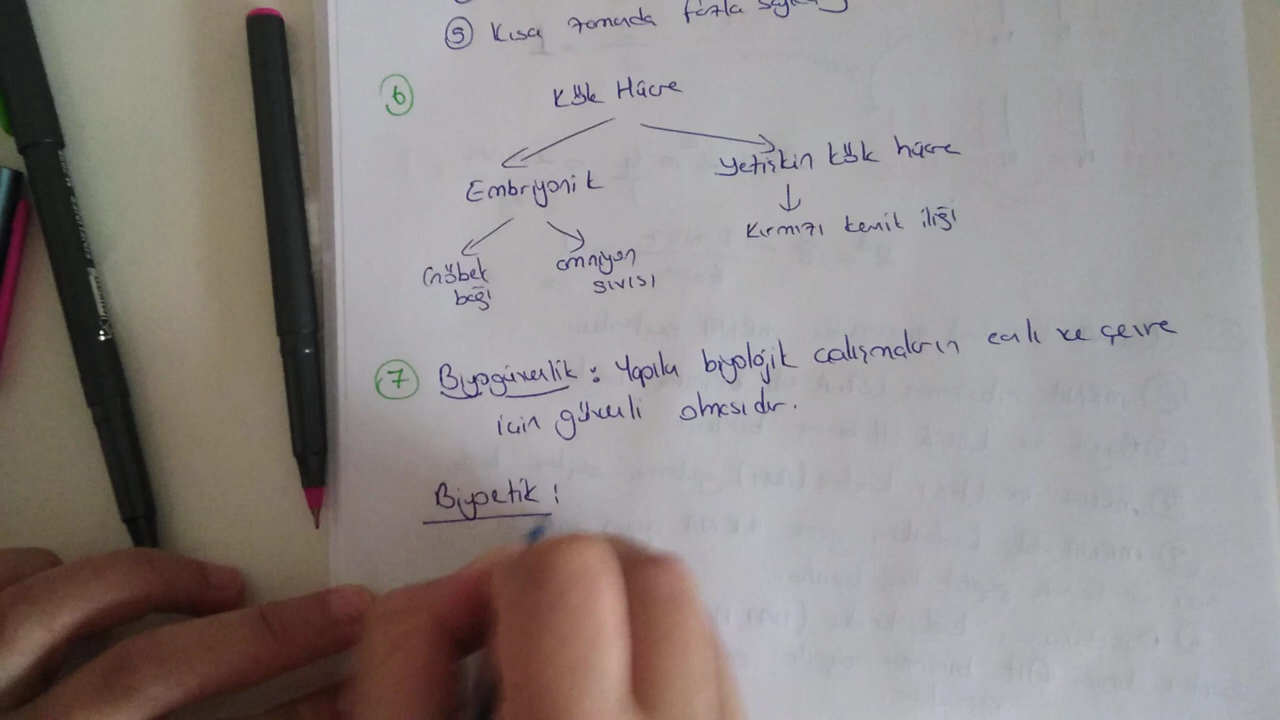 ⑤ Kısa zamanda fazla
⑥ Kök Hücre
Embriyonik
Yetişkin kök hücre
Kırmızı kemik iliği
Göbek bağı
amniyon sıvısı
⑦ Biyogüvenlik : Yapılan biyolojik çalışmaların canlı ve çevre
için güvenli olmasıdır.
Biyoetik :